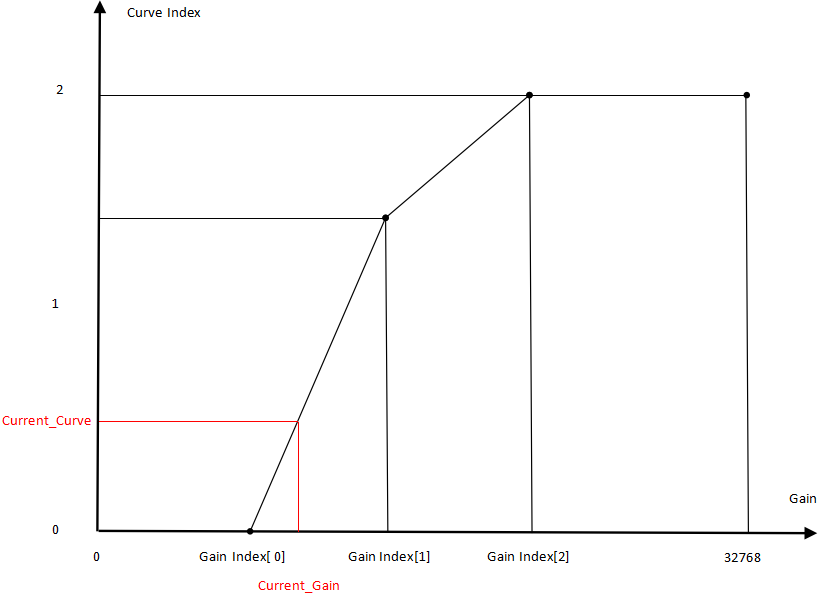 Curve Index
2
1
Current_Curve
0
Gain
0 Gain Index[ 0] Gain Index[1] Gain Index[2] 32768
Current_Gain